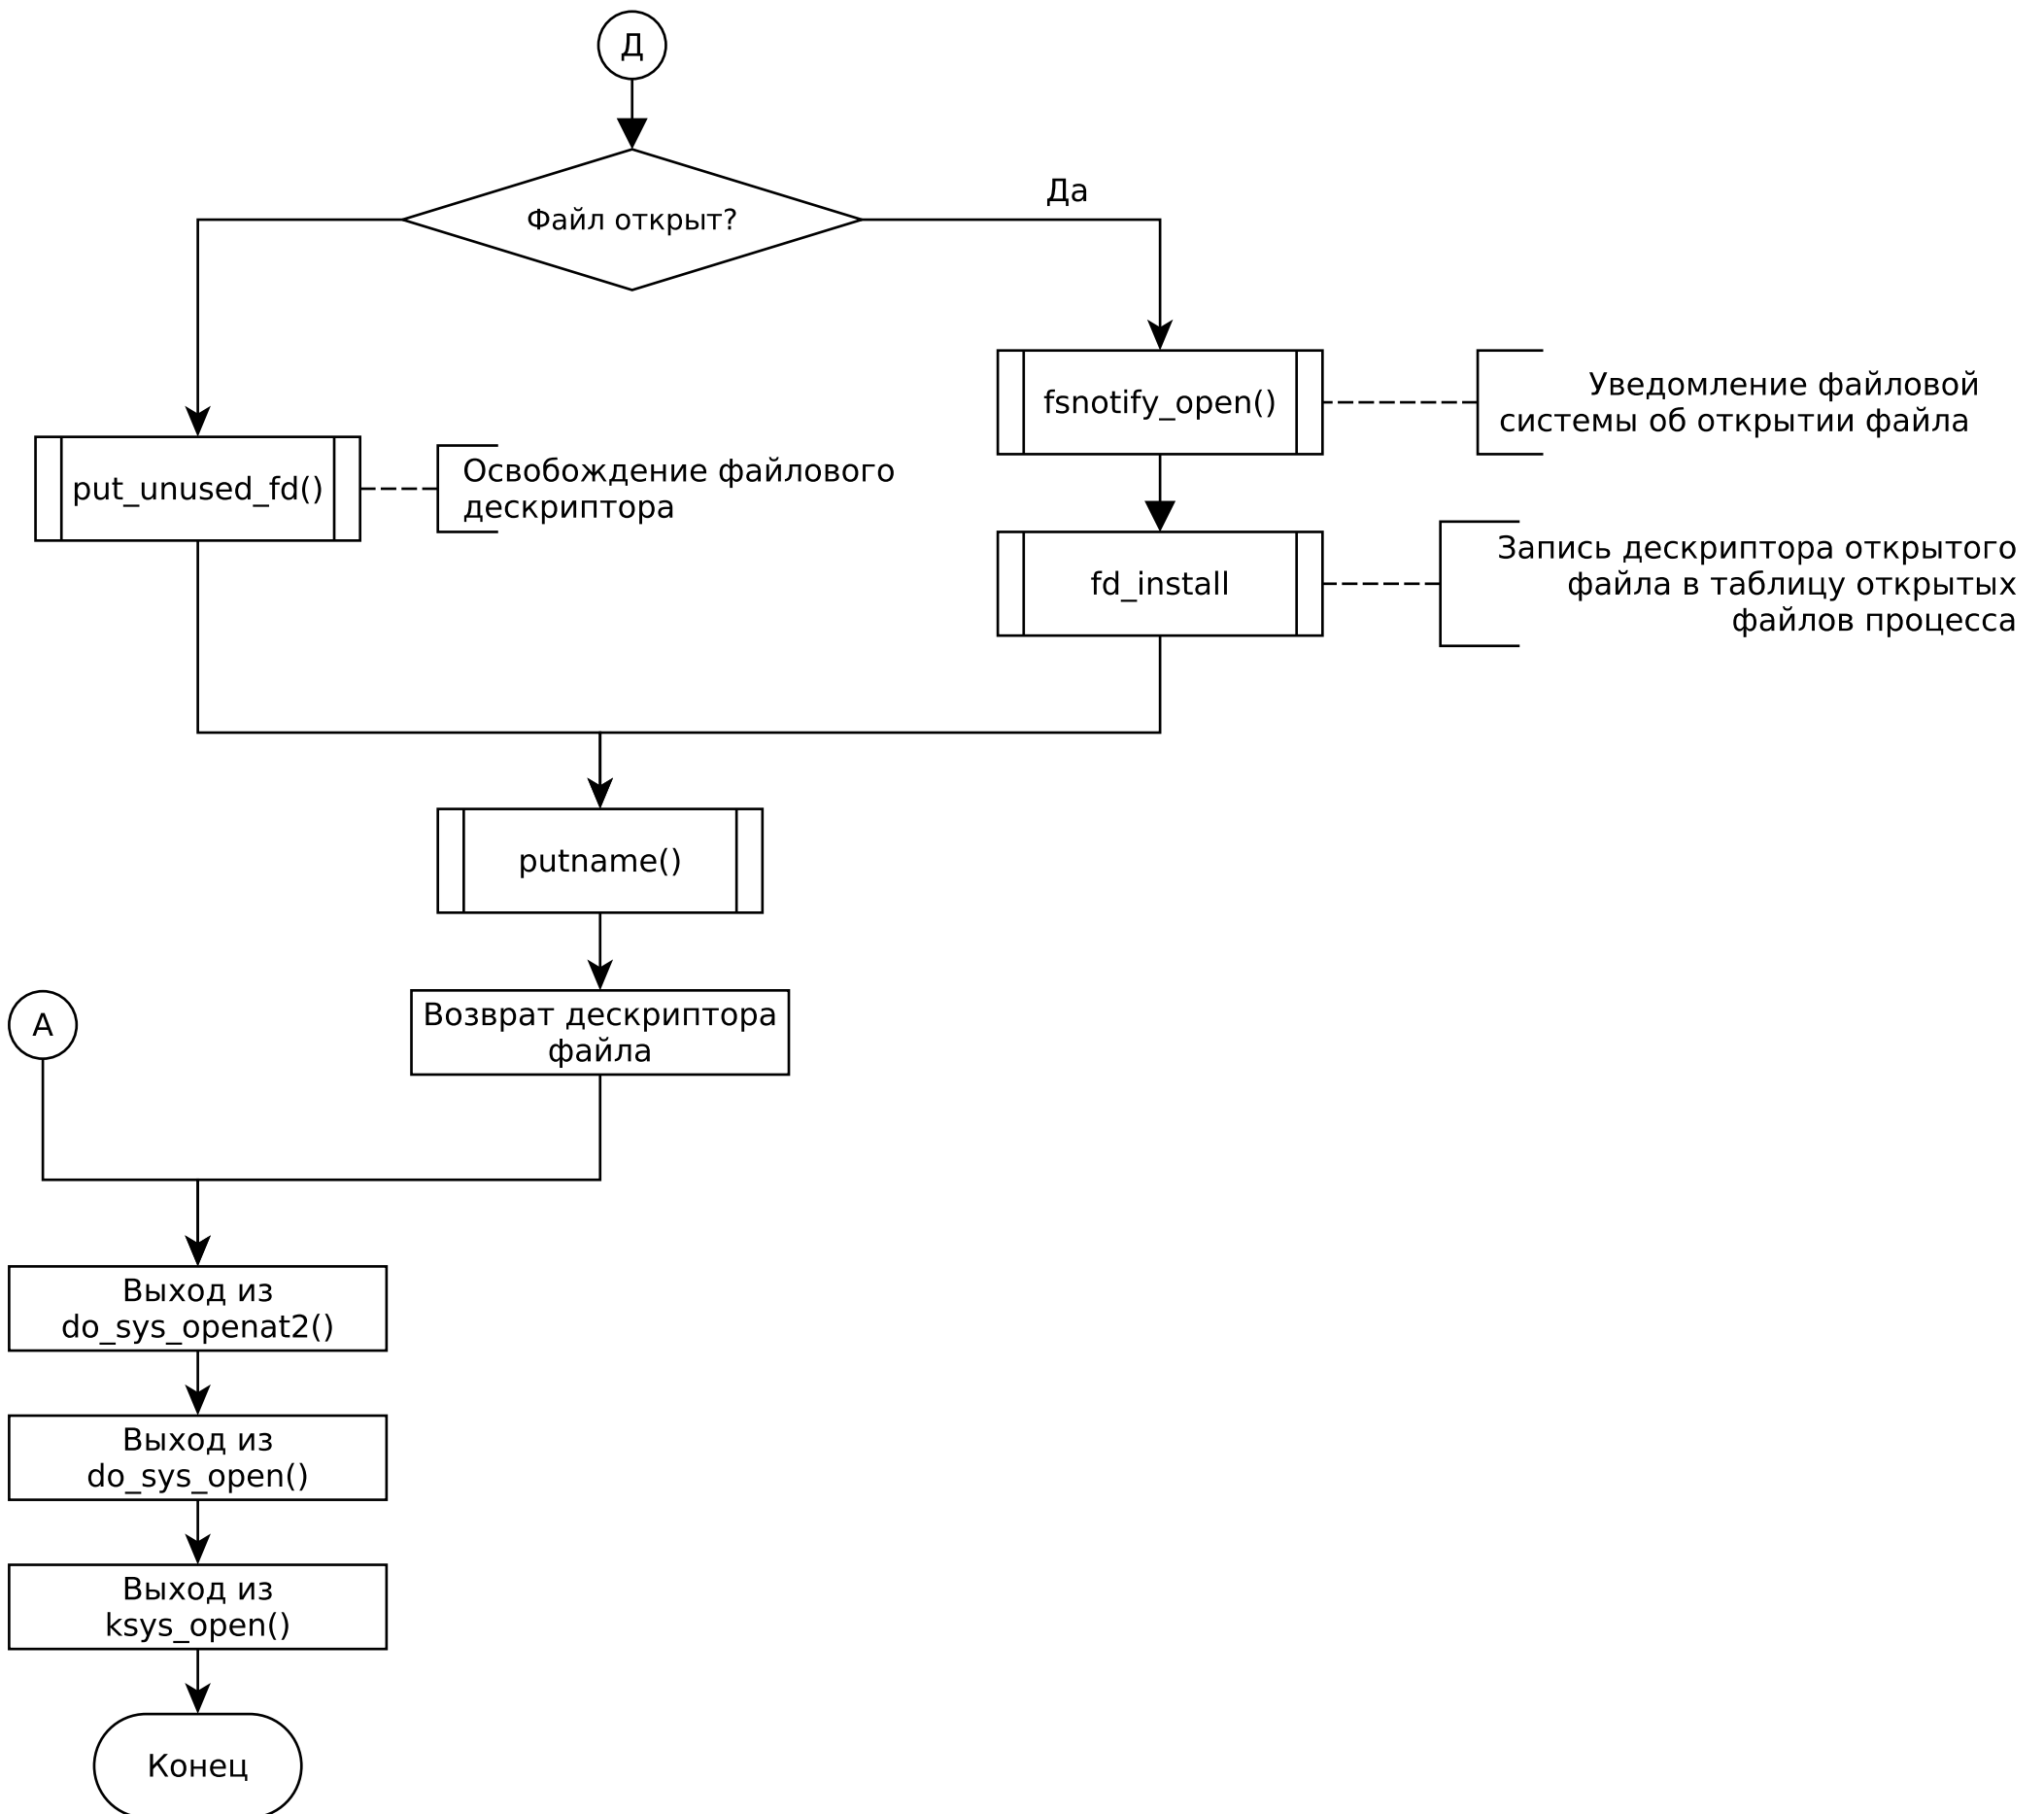 Д
Да
Файл открыт?
fsnotify_open()
Уведомление файловой
системы об открытии файла
put_unused_fd()
Освобождение файлового
дескриптора
fd_install
Запись дескриптора открытого
файла в таблицу открытых
файлов процесса
putname()
А
Возврат дескриптора
файла
Выход из
do_sys_openat2()
Выход из
do_sys_open()
Выход из
ksys_open()
Конец